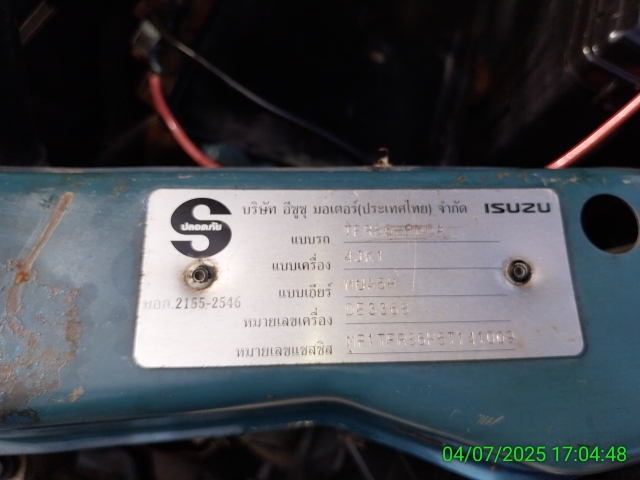 บริษัท อีซูซุ มอเตอร์(ประเทศไทย) จำกัด ISUZU
S
ปลอดภัย
แบบรถ
แบบเครื่อง 4JK1
แบบเกียร์
มอก.2155-2546
หมายเลขเครื่อง
หมายเลขแชสซิส
04/07/2025 17:04:48